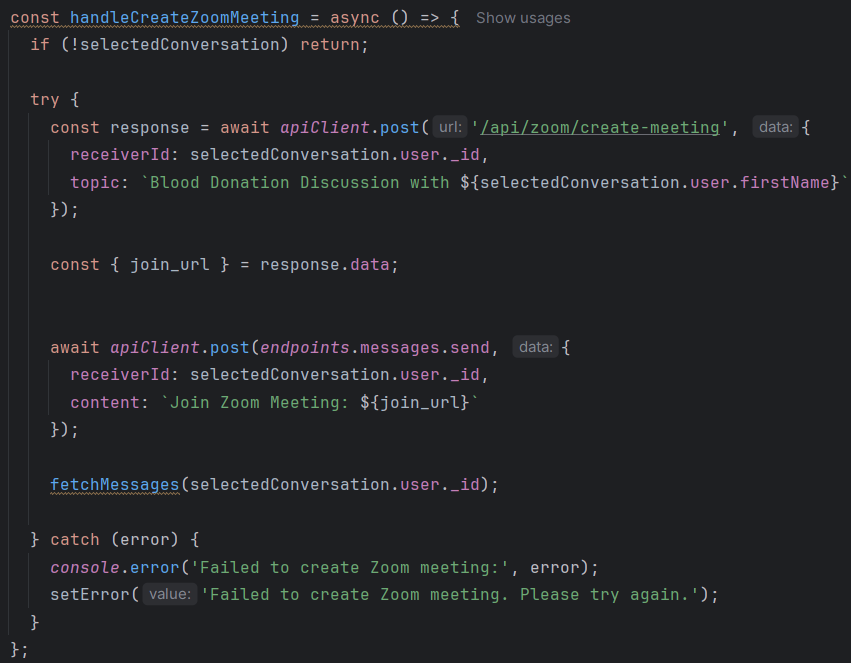 const handleCreateZoomMeeting = async () => { Show usages
  if (!selectedConversation) return;
  try {
    const response = await apiClient.post( url: '/api/zoom/create-meeting', data: {
      receiverId: selectedConversation.user._id,
      topic: `Blood Donation Discussion with ${selectedConversation.user.firstName}`
    });
    const { join_url } = response.data;
    await apiClient.post(endpoints.messages.send, data: {
      receiverId: selectedConversation.user._id,
      content: `Join Zoom Meeting: ${join_url}`
    });
    fetchMessages(selectedConversation.user._id);
  } catch (error) {
    console.error('Failed to create Zoom meeting:', error);
    setError( value: 'Failed to create Zoom meeting. Please try again.');
  }
};